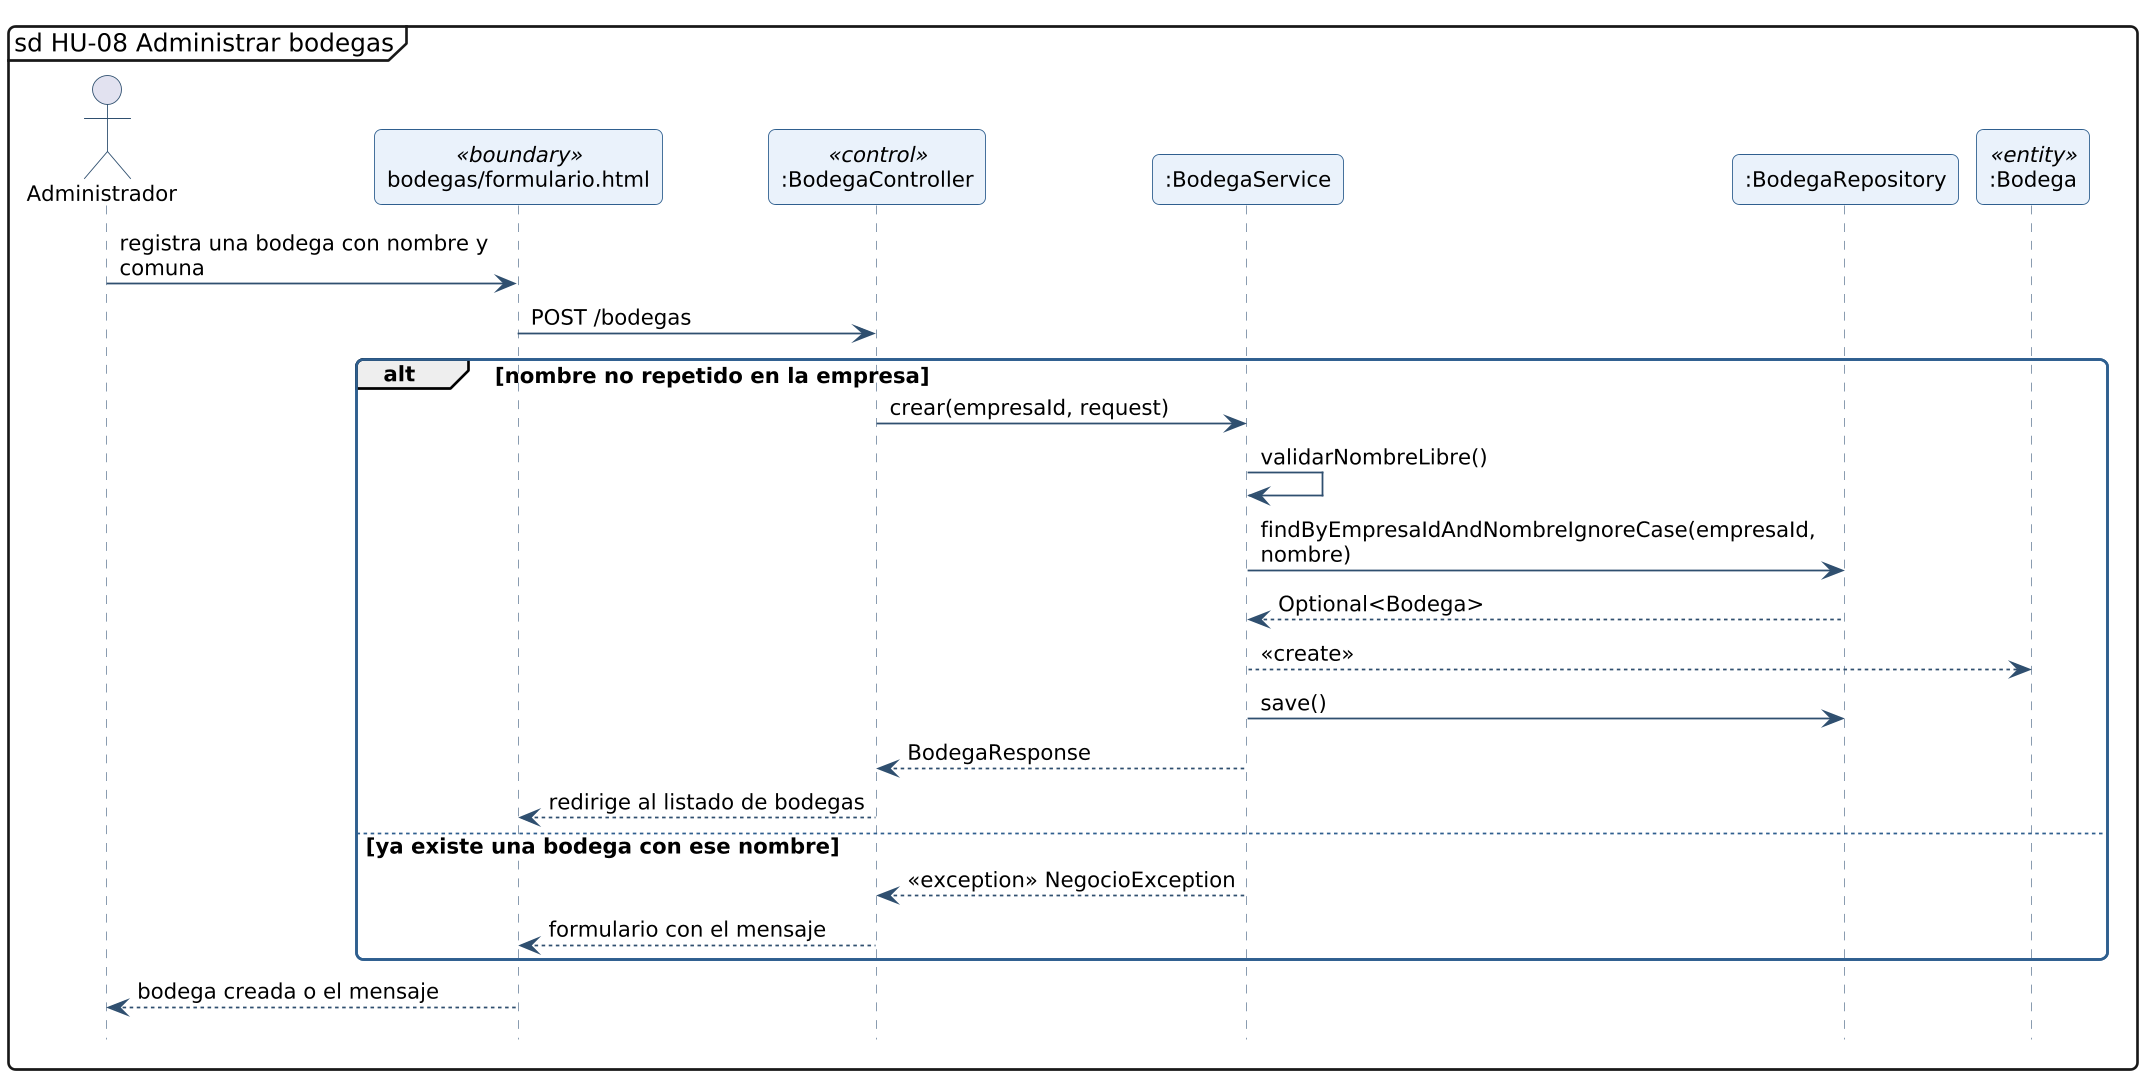 sd HU-08 Administrar bodegas
Administrador
«boundary»
bodegas/formulario.html
«control»
:BodegaController
:BodegaService
:BodegaRepository
«entity»
:Bodega
registra una bodega con nombre y
comuna
POST /bodegas
alt
[nombre no repetido en la empresa]
crear(empresaId, request)
validarNombreLibre()
findByEmpresaIdAndNombreIgnoreCase(empresaId,
nombre)
Optional<Bodega>
«create»
save()
BodegaResponse
redirige al listado de bodegas
[ya existe una bodega con ese nombre]
«exception» NegocioException
formulario con el mensaje
bodega creada o el mensaje